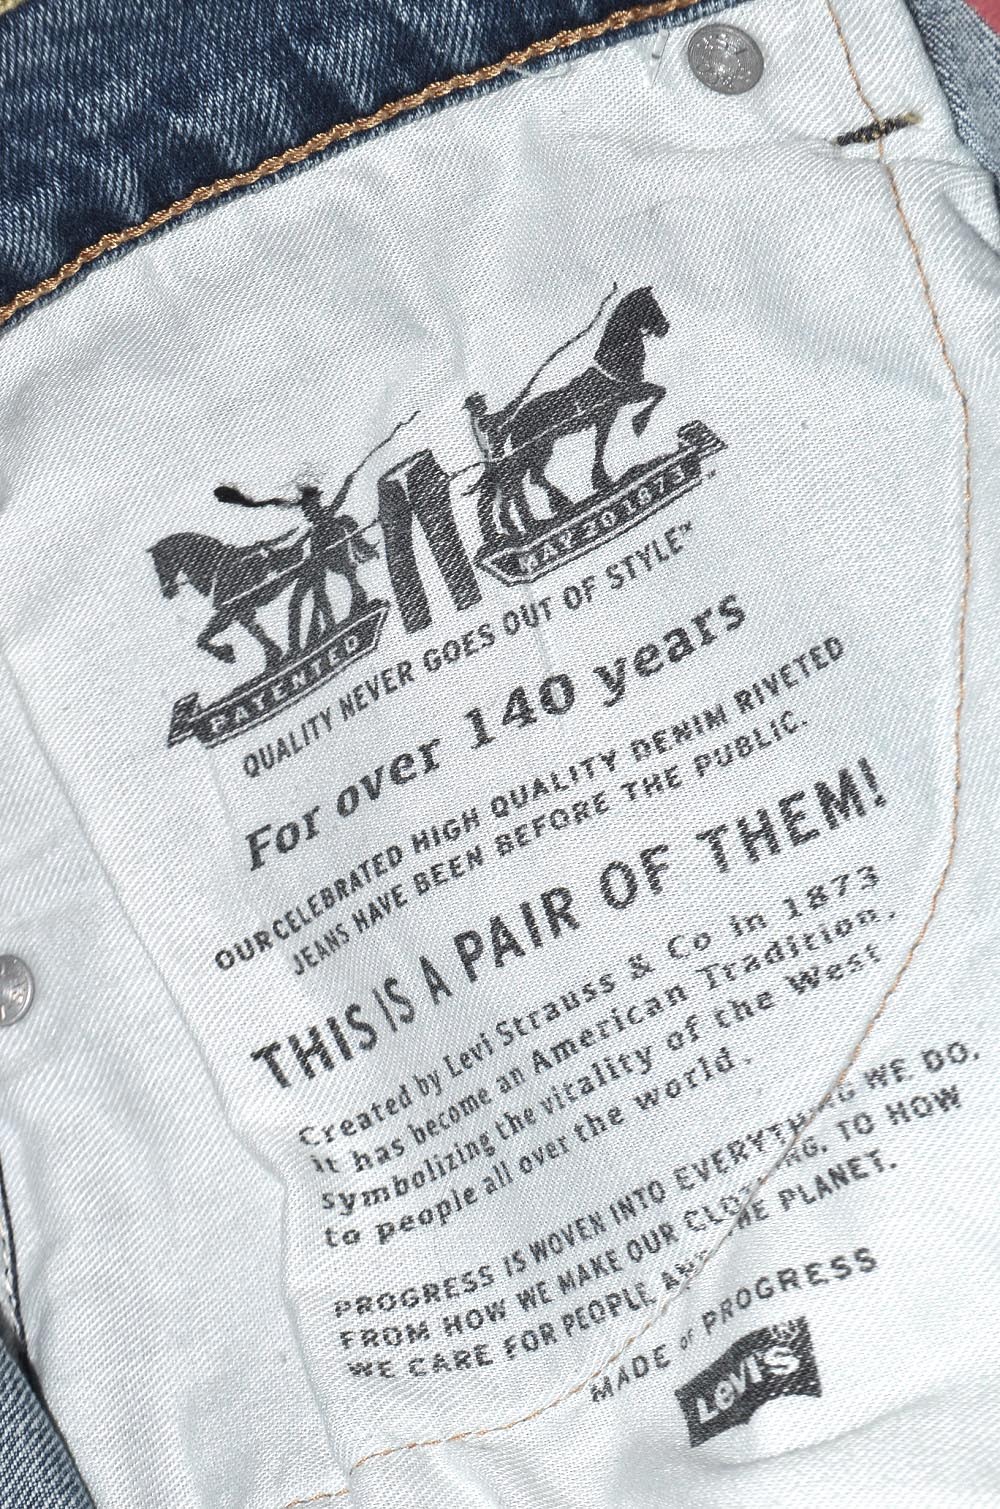 PATENTED
MAY 20 1873
QUALITY NEVER GOES OUT OF STYLE™
For over 140 years
OUR CELEBRATED HIGH QUALITY DENIM RIVETED
JEANS HAVE BEEN BEFORE THE PUBLIC.
THIS IS A PAIR OF THEM!
Created by Levi Strauss & Co in 1873
it has become an American Tradition,
symbolizing the vitality of the West
to people all over the world.
PROGRESS IS WOVEN INTO EVERYTHING WE DO,
FROM HOW WE MAKE OUR CLOTHING, TO HOW
WE CARE FOR PEOPLE AND THE PLANET.
MADE of PROGRESS
Levi's®